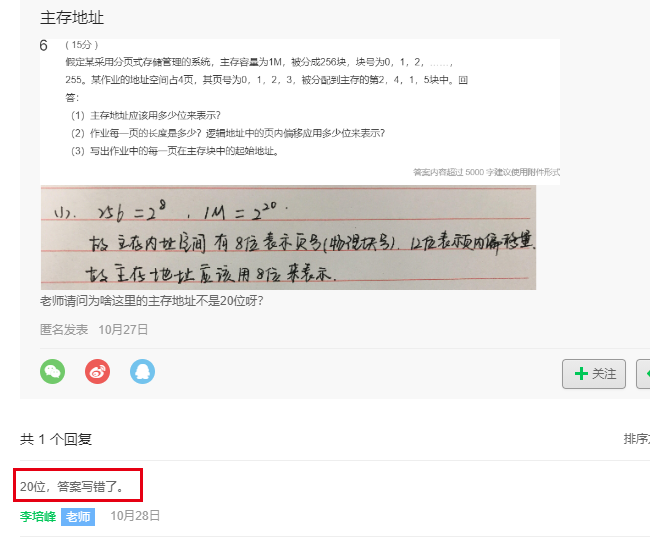 主存地址
6 （15分）
假定某采用分页式存储管理的系统，主存容量为1M，被分成256块，块号为0，1，2，……，
255。某作业的地址空间占4页，其页号为0，1，2，3，被分配到主存的第2，4，1，5块中。回
答：
（1）主存地址应该用多少位来表示？
（2）作业每一页的长度是多少？逻辑地址中的页内偏移应用多少位来表示？
（3）写出作业中的每一页在主存块中的起始地址。
答案内容超过 5000 字建议使用附件形式
(1). 256 = 2⁸ ，1M = 2²⁰.
故 主存内地址空间 有 8位表示页号(物理块号)．12位表示页内偏移量.
故 主存地址应该用8位来表示.
老师请问为啥这里的主存地址不是20位呀？
匿名发表 10月27日
关注
共 1 个回复
排序
20位，答案写错了。
李培峰 老师 10月28日